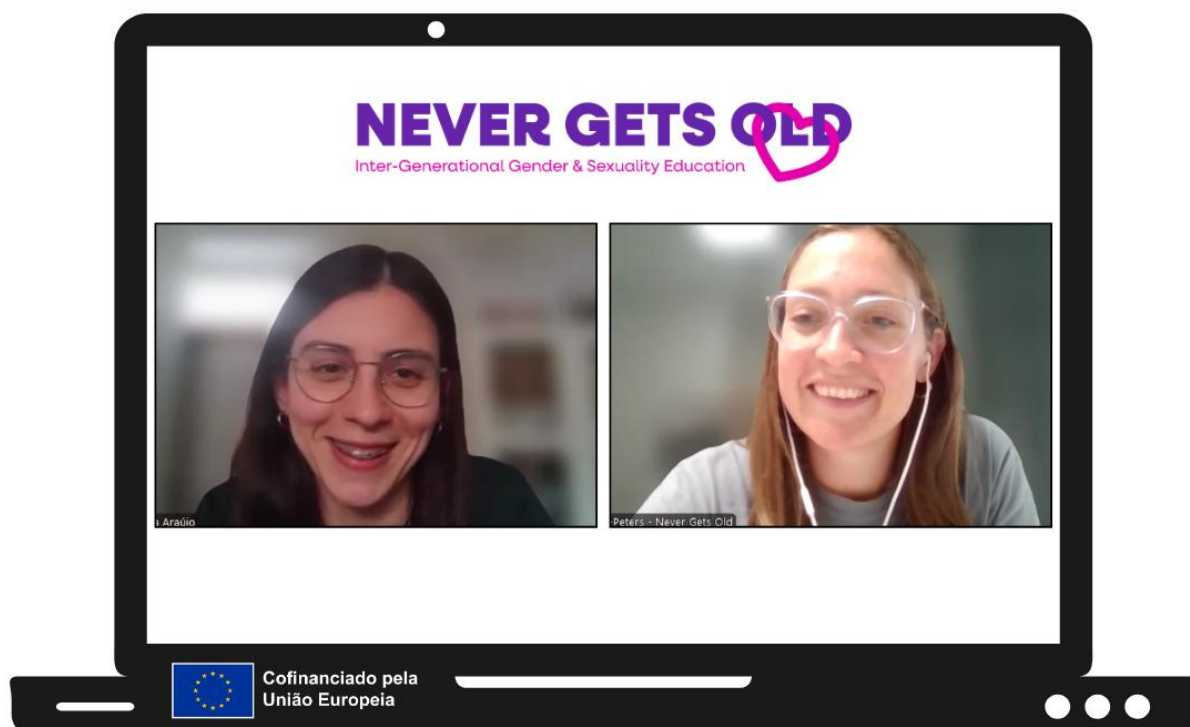 NEVER GETS OLD
Inter-Generational Gender & Sexuality Education
a Araújo
-Peters - Never Gets Old
Cofinanciado pela
União Europeia